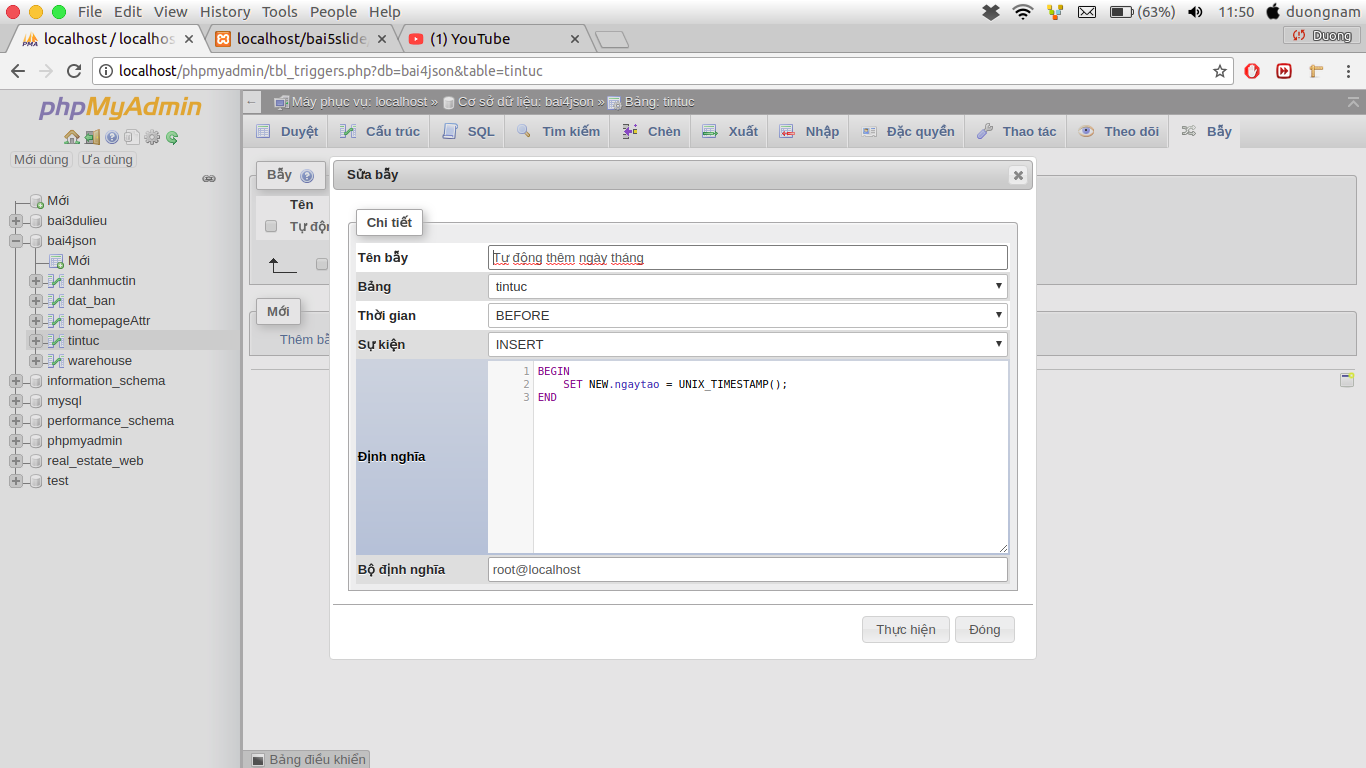 File Edit View History Tools People Help
(63%) 11:50 duongnam
localhost / localhos
localhost/bai5slide
(1) YouTube
Duong
localhost/phpmyadmin/tbl_triggers.php?db=bai4json&table=tintuc
phpMyAdmin
Mới dùng Ưa dùng
Mới
bai3dulieu
bai4json
Mới
danhmuctin
dat_ban
homepageAttr
tintuc
warehouse
information_schema
mysql
performance_schema
phpmyadmin
real_estate_web
test
Máy phục vụ: localhost » Cơ sở dữ liệu: bai4json » Bảng: tintuc
Duyệt Cấu trúc SQL Tìm kiếm Chèn Xuất Nhập Đặc quyền Thao tác Theo dõi Bẫy
Bẫy
Tên
Tự độn
Mới
Thêm bẫ
Sửa bẫy
Chi tiết
Tên bẫy Tự động thêm ngày tháng
Bảng tintuc
Thời gian BEFORE
Sự kiện INSERT
Định nghĩa
1 BEGIN
2 SET NEW.ngaytao = UNIX_TIMESTAMP();
3 END
Bộ định nghĩa root@localhost
Thực hiện Đóng
Bảng điều khiển